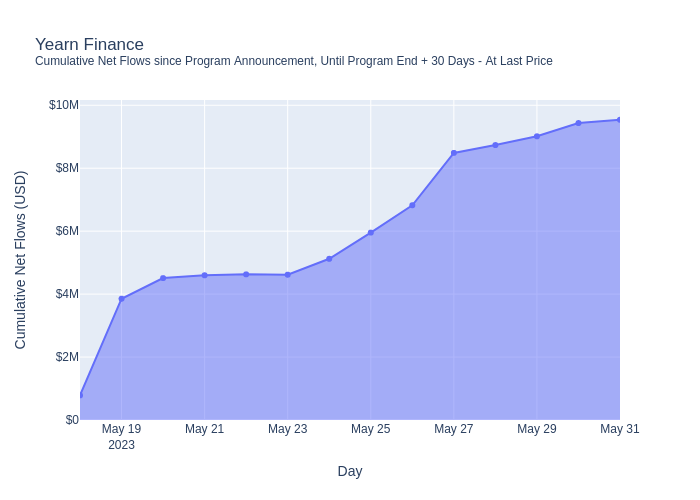 Yearn Finance
Cumulative Net Flows since Program Announcement, Until Program End + 30 Days - At Last Price
Cumulative Net Flows (USD)
$10M
$8M
$6M
$4M
$2M
$0
May 19
2023
May 21
May 23
May 25
May 27
May 29
May 31
Day